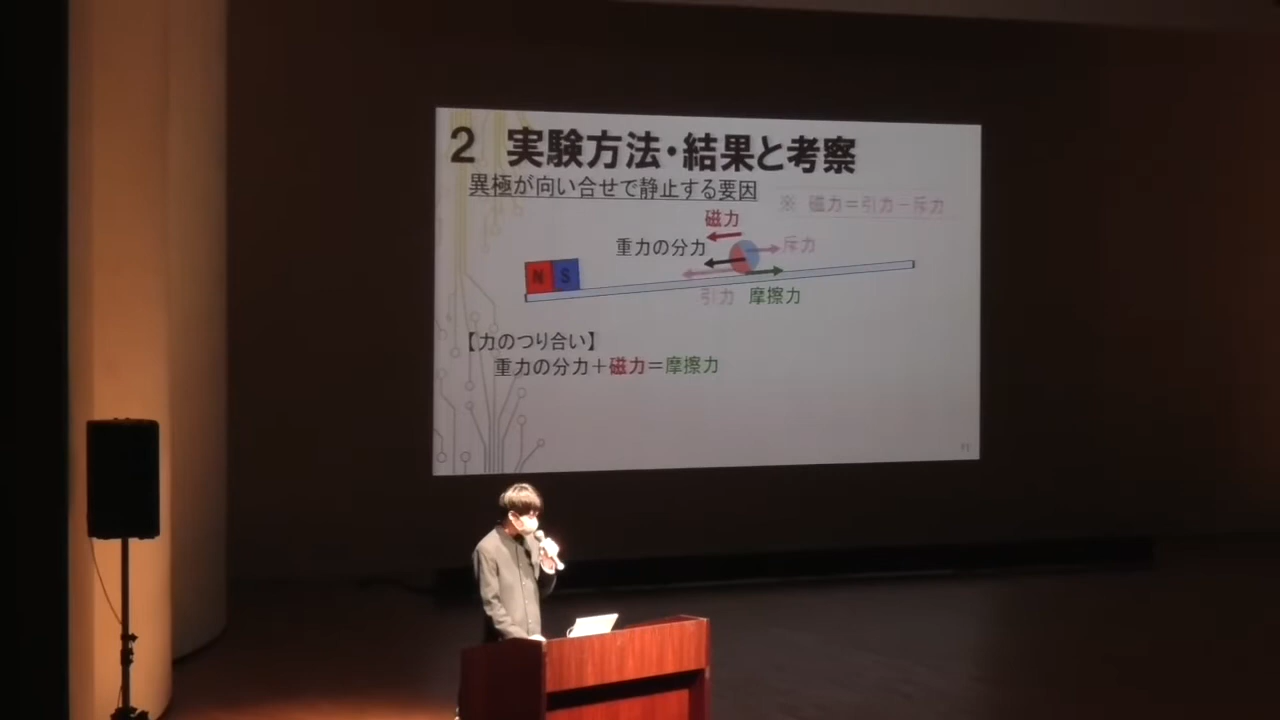 2 実験方法・結果と考察
異極が向い合せで静止する要因
※ 磁力＝引力－斥力
磁力
重力の分力
斥力
N S
引力 摩擦力
【力のつり合い】
重力の分力＋磁力＝摩擦力